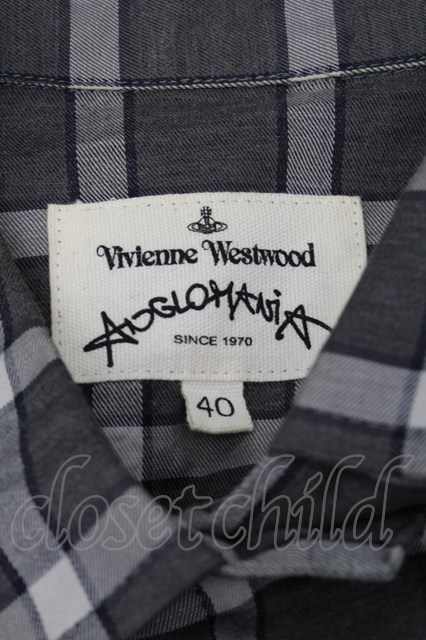 Vivienne Westwood
ANGLOMANIA
SINCE 1970
40
closetchild